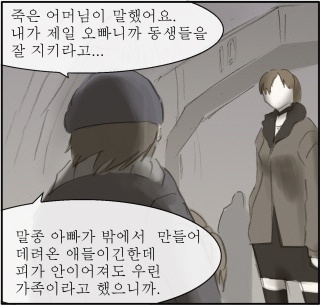 죽은 어머님이 말했어요.
내가 제일 오빠니까 동생들을
잘 지키라고...
말종 아빠가 밖에서 만들어
데려온 애들이긴한데
피가 안이어져도 우린
가족이라고 했으니까.